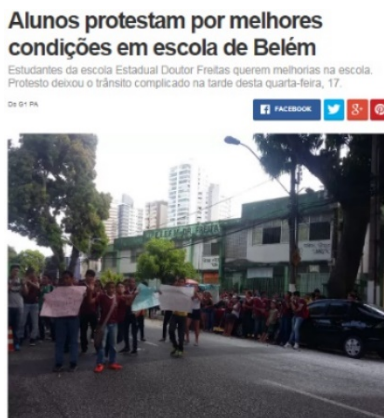 Alunos protestam por melhores
condições em escola de Belém
Estudantes da escola Estadual Doutor Freitas querem melhorias na escola.
Protesto deixou o trânsito complicado na tarde desta quarta-feira, 17.
Do G1 PA
FACEBOOK